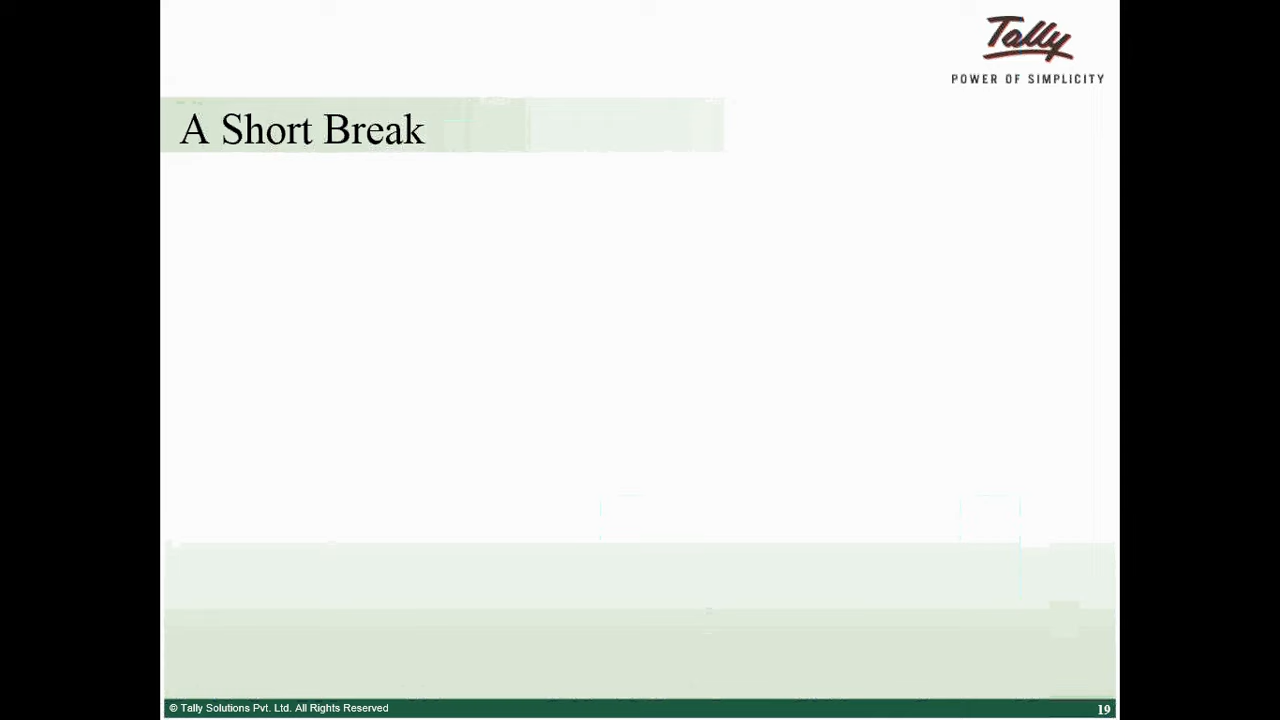 Tally
POWER OF SIMPLICITY
A Short Break
© Tally Solutions Pvt. Ltd. All Rights Reserved
19